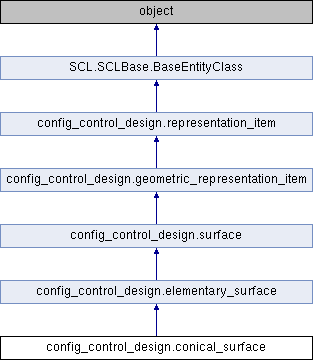 object
SCL.SCLBase.BaseEntityClass
config_control_design.representation_item
config_control_design.geometric_representation_item
config_control_design.surface
config_control_design.elementary_surface
config_control_design.conical_surface